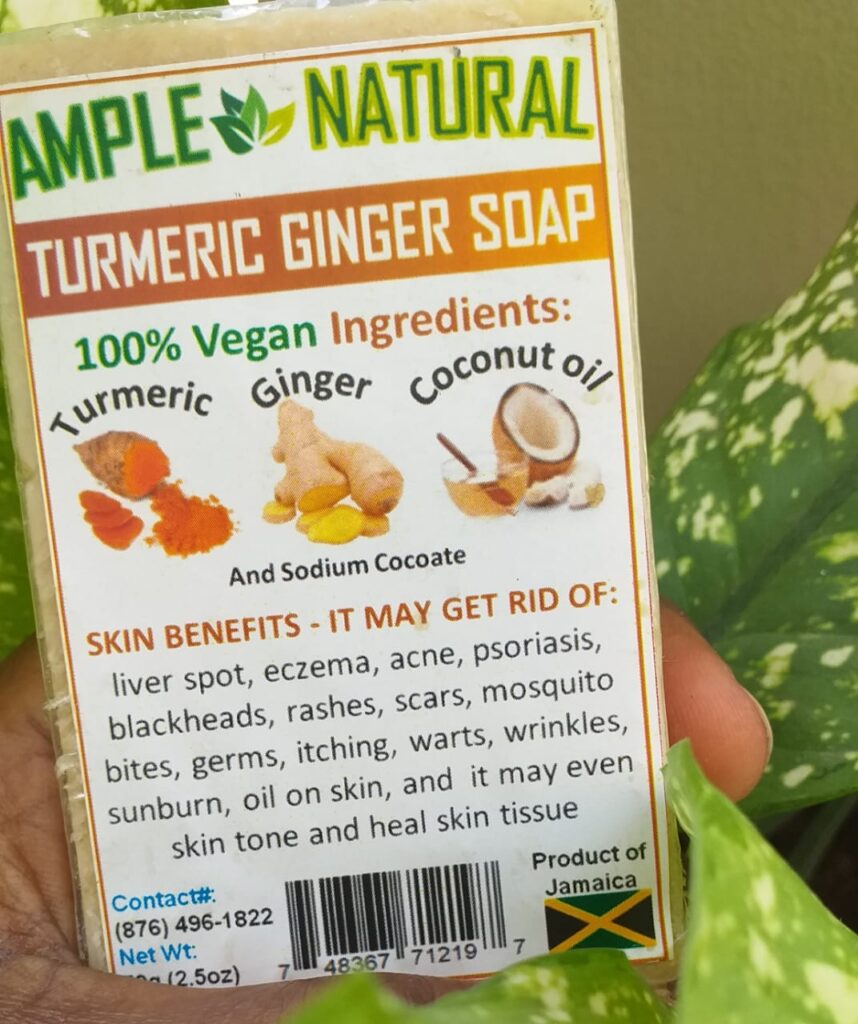 AMPLE NATURAL
TURMERIC GINGER SOAP
100% Vegan Ingredients:
Turmeric Ginger Coconut oil
And Sodium Cocoate
SKIN BENEFITS - IT MAY GET RID OF:
liver spot, eczema, acne, psoriasis,
blackheads, rashes, scars, mosquito
bites, germs, itching, warts, wrinkles,
sunburn, oil on skin, and it may even
skin tone and heal skin tissue
Contact#:
(876) 496-1822
Net Wt:
(2.5oz)
7 48367 71219 7
Product of
Jamaica